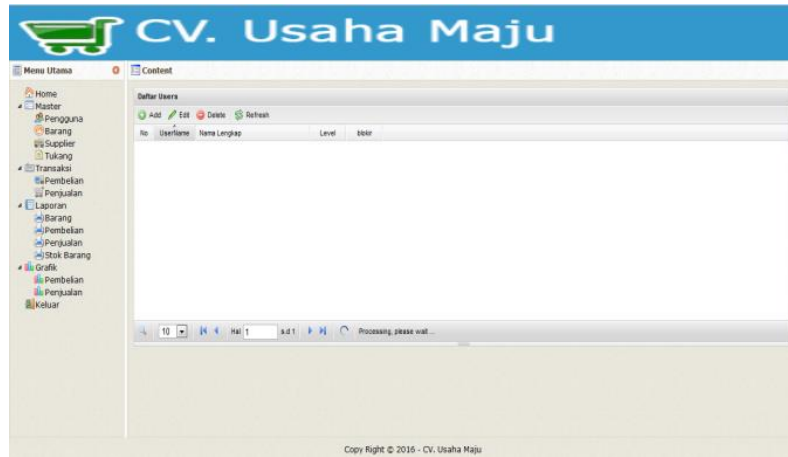 CV. Usaha Maju
Menu Utama
Content
Home
Master
Pengguna
Barang
Supplier
Tukang
Transaksi
Pembelian
Penjualan
Laporan
Barang
Pembelian
Penjualan
Stok Barang
Grafik
Pembelian
Penjualan
Keluar
Daftar Users
Add Edit Delete Refresh
No UserName Nama Lengkap Level blokir
10 Hal 1 s.d 1 Processing, please wait ...
Copy Right © 2016 - CV. Usaha Maju